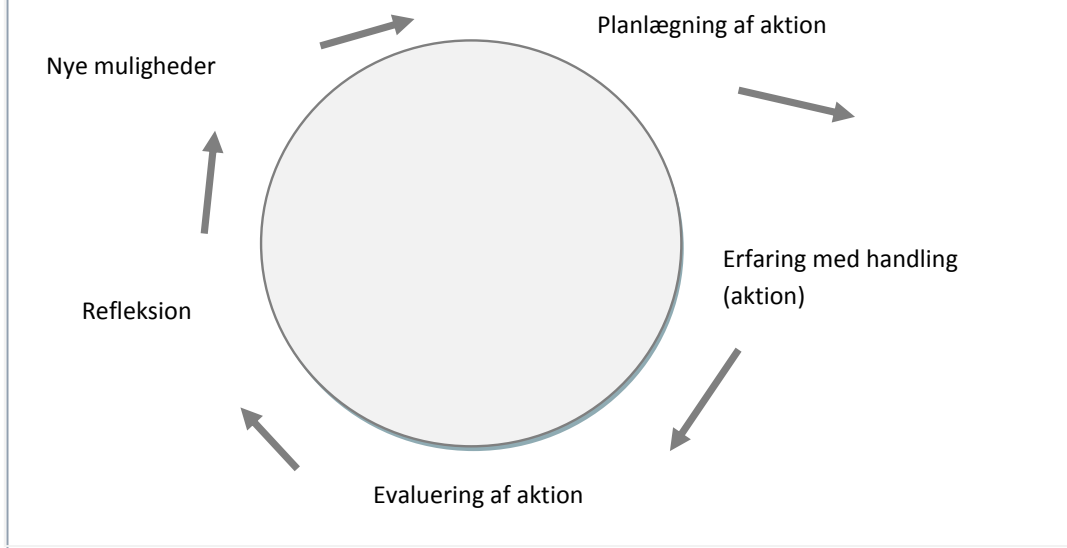 Planlægning af aktion
Nye muligheder
Erfaring med handling
(aktion)
Refleksion
Evaluering af aktion